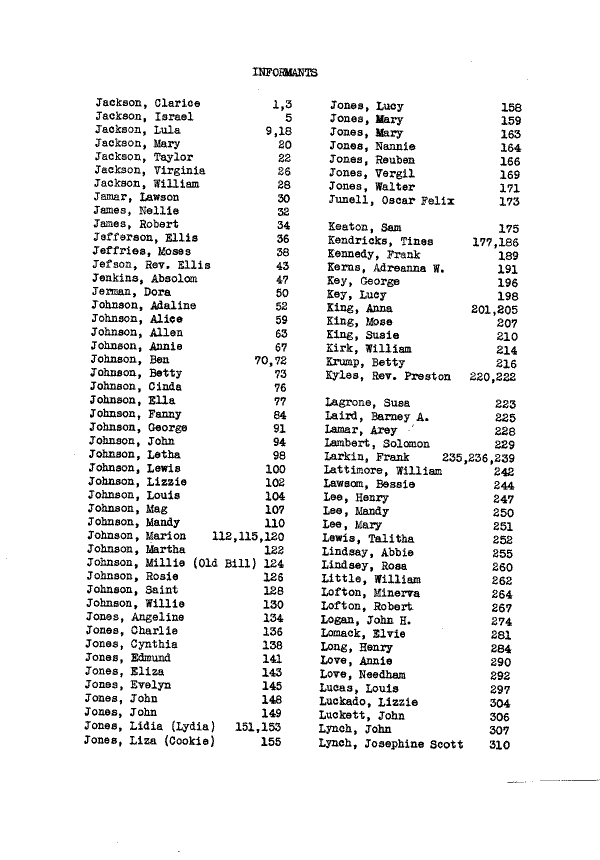 INFORMANTS
Jackson, Clarice 1,3
Jackson, Israel 5
Jackson, Lula 9,18
Jackson, Mary 20
Jackson, Taylor 22
Jackson, Virginia 26
Jackson, William 28
Jamar, Lawson 30
James, Nellie 32
James, Robert 34
Jefferson, Ellis 36
Jeffries, Moses 38
Jefson, Rev. Ellis 43
Jenkins, Absolom 47
Jerman, Dora 50
Johnson, Adaline 52
Johnson, Alice 59
Johnson, Allen 63
Johnson, Annie 67
Johnson, Ben 70,72
Johnson, Betty 73
Johnson, Cinda 76
Johnson, Ella 77
Johnson, Fanny 84
Johnson, George 91
Johnson, John 94
Johnson, Letha 98
Johnson, Lewis 100
Johnson, Lizzie 102
Johnson, Louis 104
Johnson, Mag 107
Johnson, Mandy 110
Johnson, Marion 112,115,120
Johnson, Martha 122
Johnson, Millie (Old Bill) 124
Johnson, Rosie 126
Johnson, Saint 128
Johnson, Willie 130
Jones, Angeline 134
Jones, Charlie 136
Jones, Cynthia 138
Jones, Edmund 141
Jones, Eliza 143
Jones, Evelyn 145
Jones, John 148
Jones, John 149
Jones, Lidia (Lydia) 151,153
Jones, Liza (Cookie) 155
Jones, Lucy 158
Jones, Mary 159
Jones, Mary 163
Jones, Nannie 164
Jones, Reuben 166
Jones, Vergil 169
Jones, Walter 171
Junell, Oscar Felix 173
Keaton, Sam 175
Kendricks, Tines 177,186
Kennedy, Frank 189
Kerns, Adreanna W. 191
Key, George 196
Key, Lucy 198
King, Anna 201,205
King, Mose 207
King, Susie 210
Kirk, William 214
Krump, Betty 216
Kyles, Rev. Preston 220,222
Lagrone, Susa 223
Laird, Barney A. 225
Lamar, Arey 228
Lambert, Solomon 229
Larkin, Frank 235,236,239
Lattimore, William 242
Lawsom, Bessie 244
Lee, Henry 247
Lee, Mandy 250
Lee, Mary 251
Lewis, Talitha 252
Lindsay, Abbie 255
Lindsey, Rosa 260
Little, William 262
Lofton, Minerva 264
Lofton, Robert 267
Logan, John H. 274
Lomack, Elvie 281
Long, Henry 284
Love, Annie 290
Love, Needham 292
Lucas, Louis 297
Luckado, Lizzie 304
Luckett, John 306
Lynch, John 307
Lynch, Josephine Scott 310